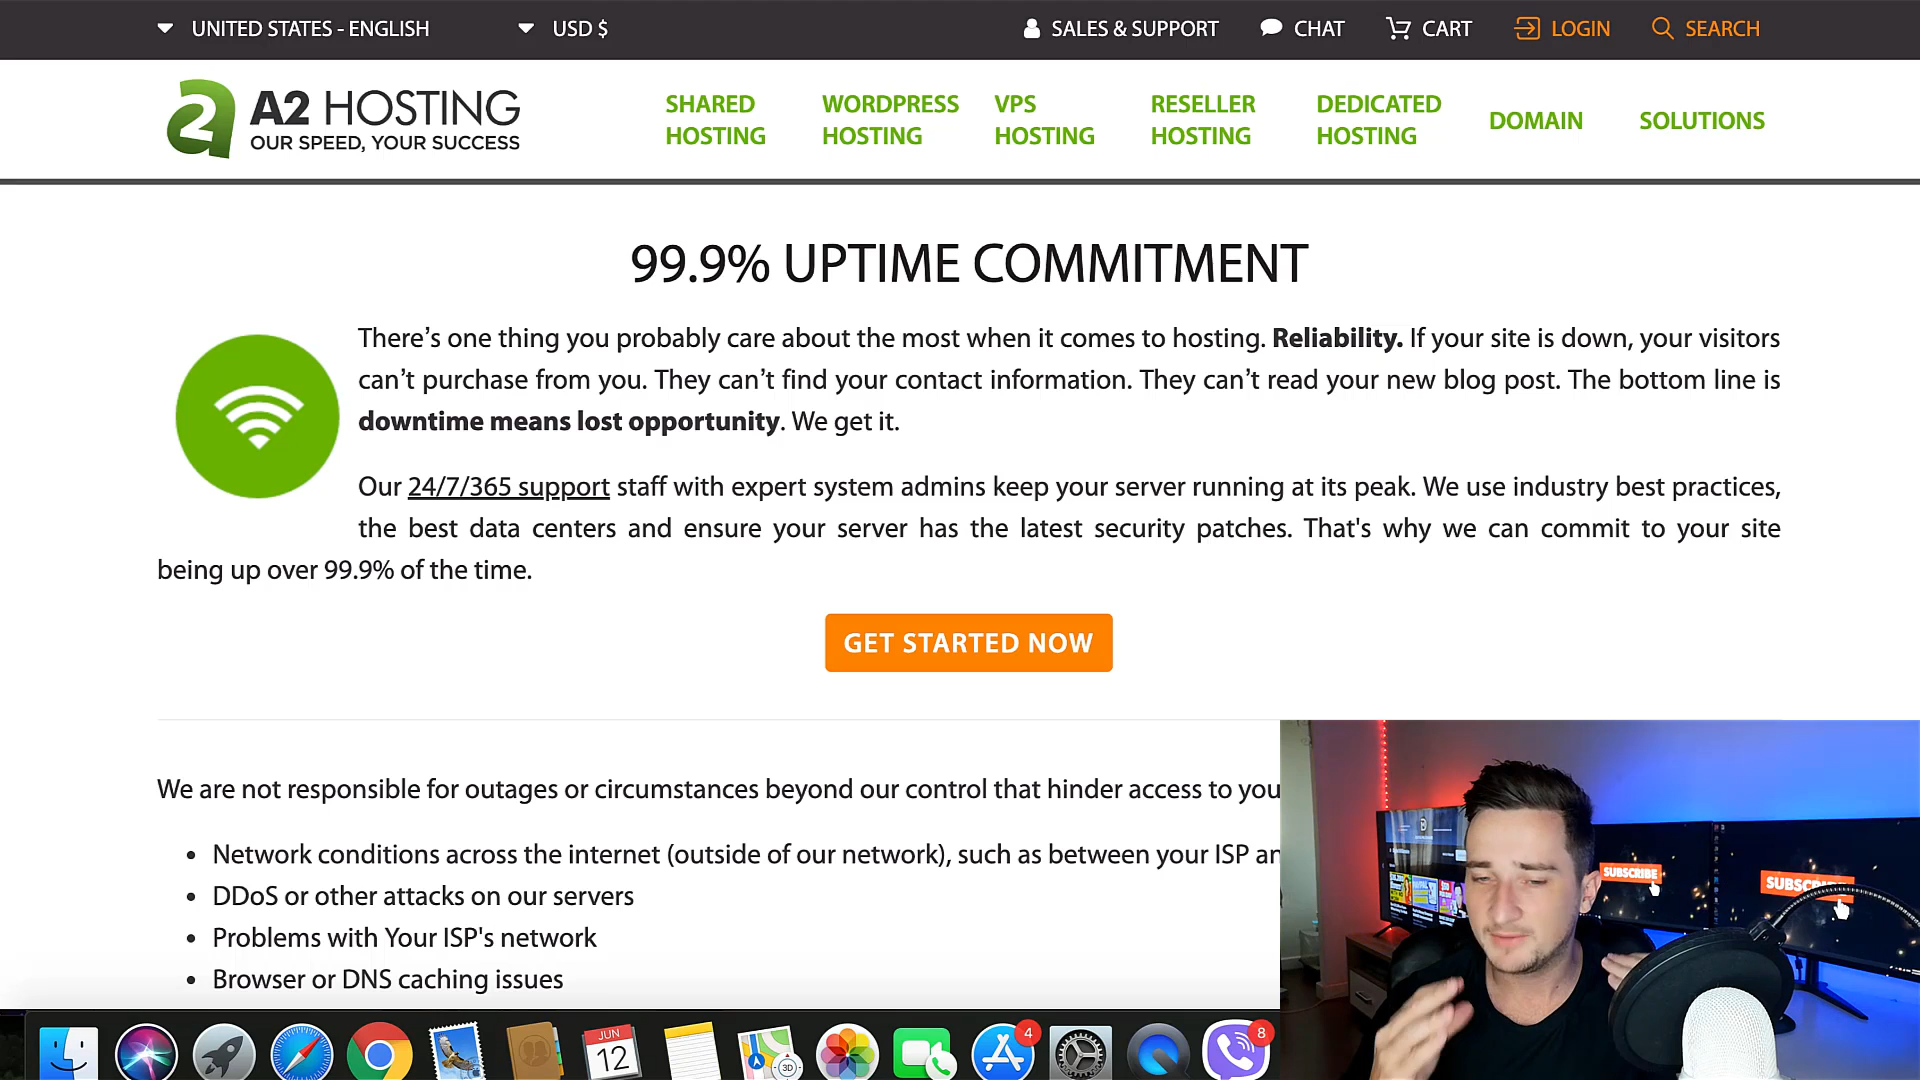 UNITED STATES - ENGLISH
USD $
SALES & SUPPORT
CHAT
CART
LOGIN
SEARCH
A2 HOSTING
OUR SPEED, YOUR SUCCESS
SHARED
HOSTING
WORDPRESS
HOSTING
VPS
HOSTING
RESELLER
HOSTING
DEDICATED
HOSTING
DOMAIN
SOLUTIONS
99.9% UPTIME COMMITMENT
There’s one thing you probably care about the most when it comes to hosting. Reliability. If your site is down, your visitors
can’t purchase from you. They can’t find your contact information. They can’t read your new blog post. The bottom line is
downtime means lost opportunity. We get it.
Our 24/7/365 support staff with expert system admins keep your server running at its peak. We use industry best practices,
the best data centers and ensure your server has the latest security patches. That's why we can commit to your site
being up over 99.9% of the time.
GET STARTED NOW
We are not responsible for outages or circumstances beyond our control that hinder access to you
• Network conditions across the internet (outside of our network), such as between your ISP an
• DDoS or other attacks on our servers
• Problems with Your ISP's network
• Browser or DNS caching issues
SUBSCRIBE
JUN
12
3D
4
8